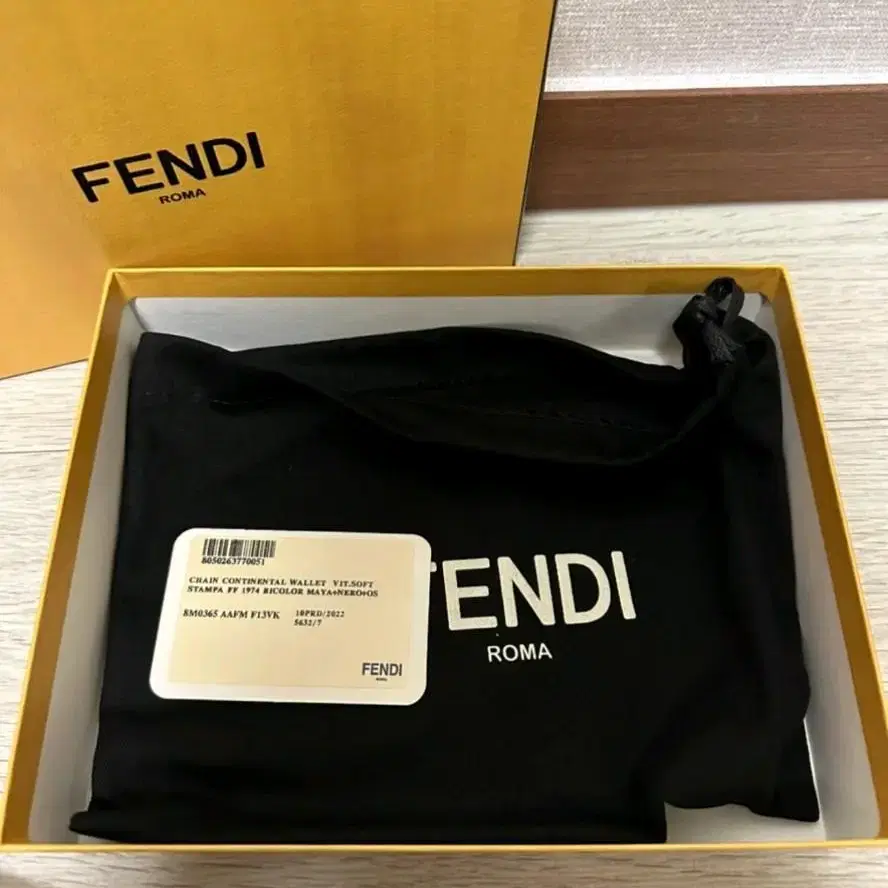 FENDI
ROMA
8050263770051
CHAIN CONTINENTAL WALLET VIT.SOFT
STAMPA FF 1974 BICOLOR MAYA+NERO+OS
8M0365 AAFM F13VK 10PRD/2022
5632/7
FENDI
ROMA
FENDI
ROMA